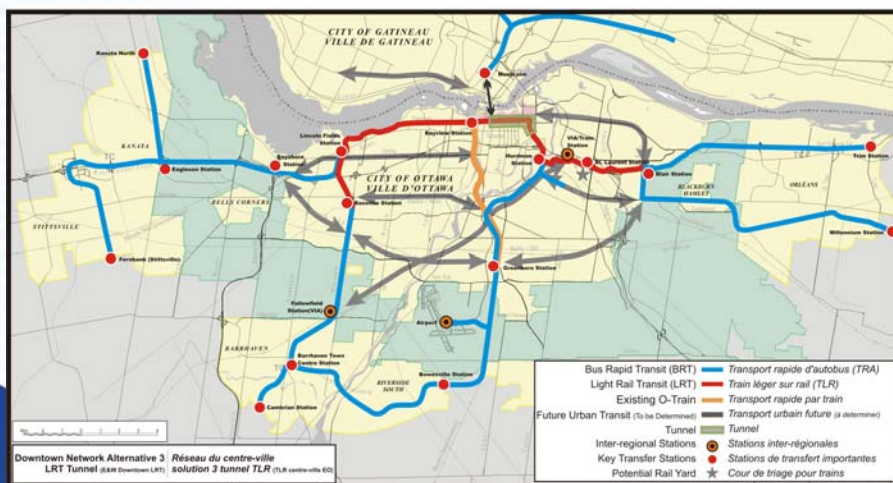 CITY OF GATINEAU
VILLE DE GATINEAU
Kanata North
Bayview Station
Lincoln Fields
Station
VIA/Train
Station
Hurdman
Station
St. Laurent Station
Trim Station
KANATA
TC
Eagleson Station
Bayshore
Station
CITY OF OTTAWA
VILLE D'OTTAWA
Blair Station
BLACKBURN
HAMLET
ORLÉANS
BELLS CORNERS
Baseline Station
STITTSVILLE
Millennium Station
Fernbank (Stittsville)
Greenboro Station
Fallowfield
Station(VIA)
Airport
BARRHAVEN
Barrhaven Town
Centre Station
RIVERSIDE
SOUTH
Bowesville Station
Cambrian Station
Bus Rapid Transit (BRT) Transport rapide d'autobus (TRA)
Light Rail Transit (LRT) Train léger sur rail (TLR)
Existing O-Train Transport rapide par train
Future Urban Transit (To be Determined) Transport urbain future (à determiner)
Tunnel Tunnel
Inter-regional Stations Stations inter-régionales
Key Transfer Stations Stations de transfert importantes
Potential Rail Yard Cour de triage pour trains
Downtown Network Alternative 3 Réseau du centre-ville
LRT Tunnel (E&W Downtown LRT) solution 3 tunnel TLR (TLR centre-ville EO)